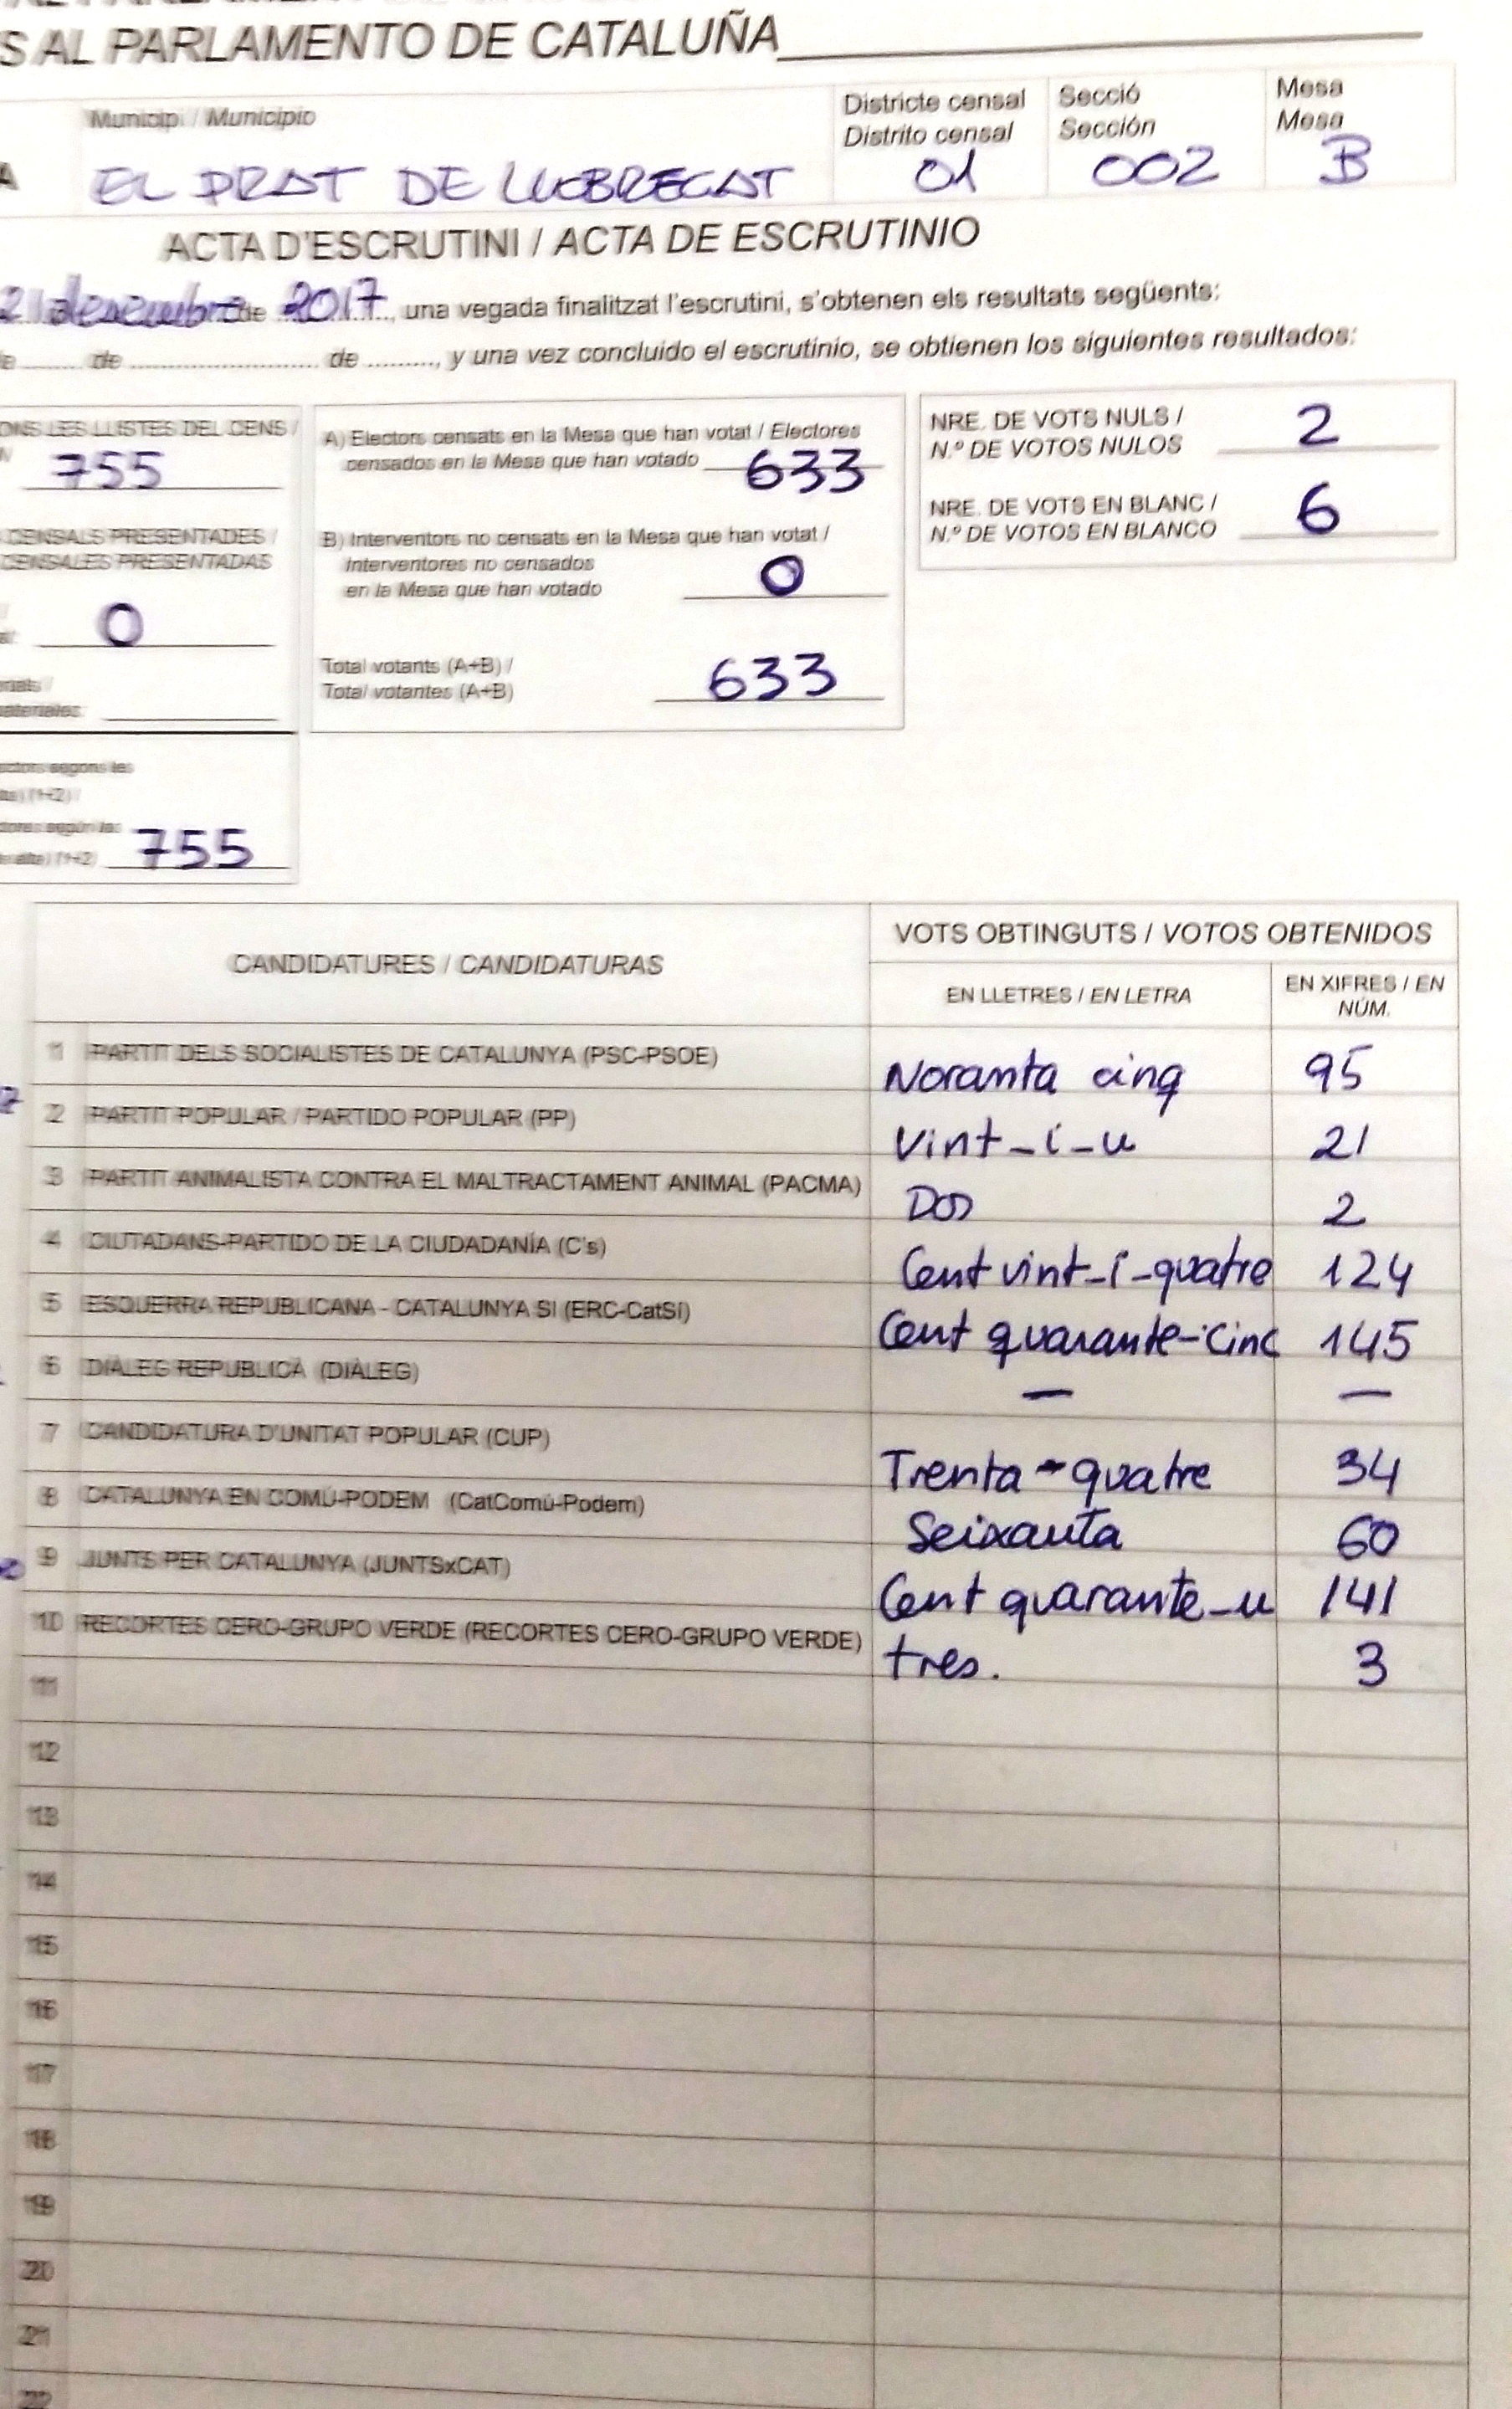 S AL PARLAMENTO DE CATALUÑA
Municipi / Municipio
Districte censal
Distrito censal
Secció
Sección
Mesa
Mesa
A
EL PRAT DE LLOBREGAT
01
002
B
ACTA D'ESCRUTINI / ACTA DE ESCRUTINIO
21 desembre de 2017, una vegada finalitzat l'escrutini, s'obtenen els resultats següents:
de ........ de ........................... de ........., y una vez concluido el escrutinio, se obtienen los siguientes resultados:
ONS LES LLISTES DEL CENS /
755
CENSALS PRESENTADES /
CENSALES PRESENTADAS
0
755
A) Electors censats en la Mesa que han votat / Electores
censados en la Mesa que han votado 633
B) Interventors no censats en la Mesa que han votat /
Interventores no censados
en la Mesa que han votado 0
Total votants (A+B) /
Total votantes (A+B) 633
NRE. DE VOTS NULS /
N.º DE VOTOS NULOS 2
NRE. DE VOTS EN BLANC /
N.º DE VOTOS EN BLANCO 6
CANDIDATURES / CANDIDATURAS
VOTS OBTINGUTS / VOTOS OBTENIDOS
EN LLETRES / EN LETRA
EN XIFRES / EN
NÚM.
1 PARTIT DELS SOCIALISTES DE CATALUNYA (PSC-PSOE) Noranta cinq 95
2 PARTIT POPULAR / PARTIDO POPULAR (PP) Vint-i-u 21
3 PARTIT ANIMALISTA CONTRA EL MALTRACTAMENT ANIMAL (PACMA) Dos 2
4 CIUTADANS-PARTIDO DE LA CIUDADANÍA (C's) Cent vint-i-quatre 124
5 ESQUERRA REPUBLICANA - CATALUNYA SI (ERC-CatSí) Cent quarante-cinc 145
6 DIÀLEG REPUBLICÀ (DIÀLEG) — —
7 CANDIDATURA D'UNITAT POPULAR (CUP) Trenta-quatre 34
8 CATALUNYA EN COMÚ-PODEM (CatComú-Podem) Seixanta 60
9 JUNTS PER CATALUNYA (JUNTSxCAT) Cent quarante-u 141
10 RECORTES CERO-GRUPO VERDE (RECORTES CERO-GRUPO VERDE) tres. 3
11
12
13
14
15
16
17
18
19
20
21
22